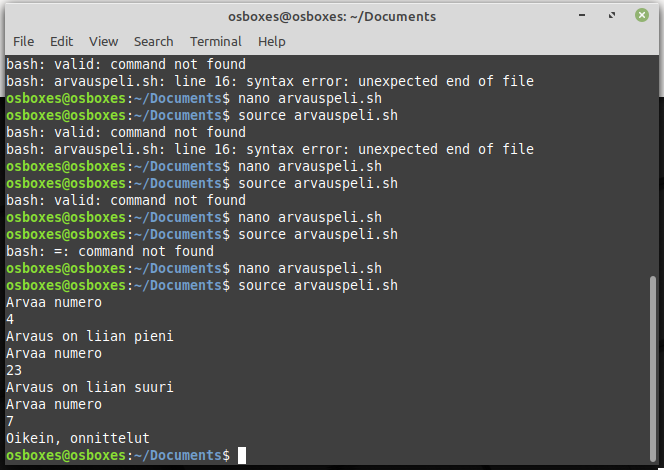 osboxes@osboxes: ~/Documents
File Edit View Search Terminal Help
bash: valid: command not found
bash: arvauspeli.sh: line 16: syntax error: unexpected end of file
osboxes@osboxes:~/Documents$ nano arvauspeli.sh
osboxes@osboxes:~/Documents$ source arvauspeli.sh
bash: valid: command not found
bash: arvauspeli.sh: line 16: syntax error: unexpected end of file
osboxes@osboxes:~/Documents$ nano arvauspeli.sh
osboxes@osboxes:~/Documents$ source arvauspeli.sh
bash: valid: command not found
osboxes@osboxes:~/Documents$ nano arvauspeli.sh
osboxes@osboxes:~/Documents$ source arvauspeli.sh
bash: =: command not found
osboxes@osboxes:~/Documents$ nano arvauspeli.sh
osboxes@osboxes:~/Documents$ source arvauspeli.sh
Arvaa numero
4
Arvaus on liian pieni
Arvaa numero
23
Arvaus on liian suuri
Arvaa numero
7
Oikein, onnittelut
osboxes@osboxes:~/Documents$